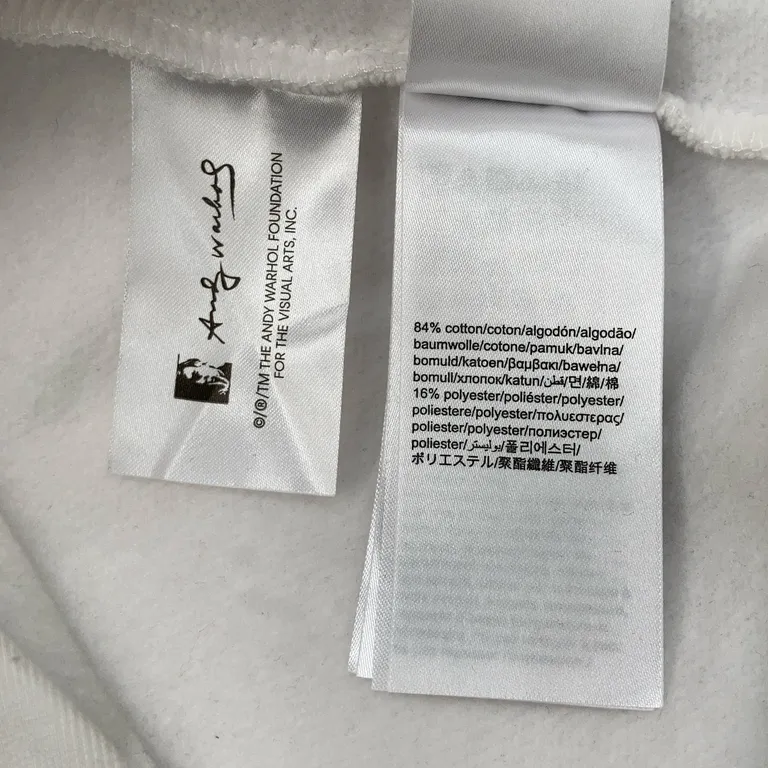 Andy Warhol
©/®/TM THE ANDY WARHOL FOUNDATION
FOR THE VISUAL ARTS, INC.
84% cotton/coton/algodón/algodão/
baumwolle/cotone/pamuk/bavlna/
bomuld/katoen/βαμβακι/bawełna/
bomull/хлопок/katun/قطن/면/綿/棉
16% polyester/poliéster/polyester/
poliestere/polyester/πολυεστερας/
poliester/polyester/полиэстер/
poliester/بوليستر/폴리에스터/
ポリエステル/聚酯纖維/聚酯纤维